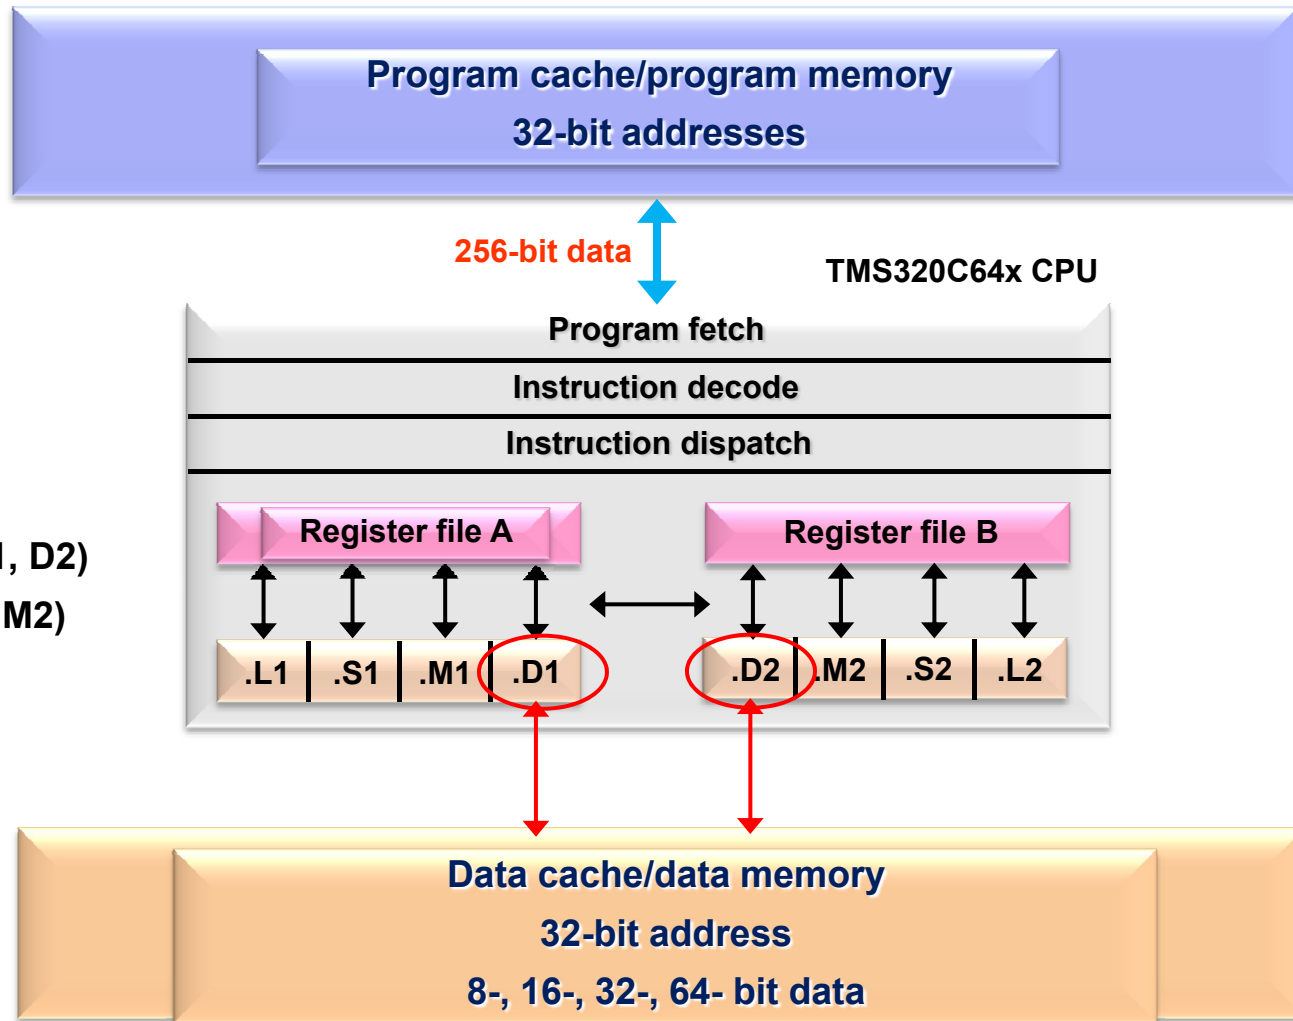 Program cache/program memory
32-bit addresses
256-bit data
TMS320C64x CPU
Program fetch
Instruction decode
Instruction dispatch
Register file A
Register file B
, D2)
M2)
.L1
.S1
.M1
.D1
.D2
.M2
.S2
.L2
Data cache/data memory
32-bit address
8-, 16-, 32-, 64- bit data